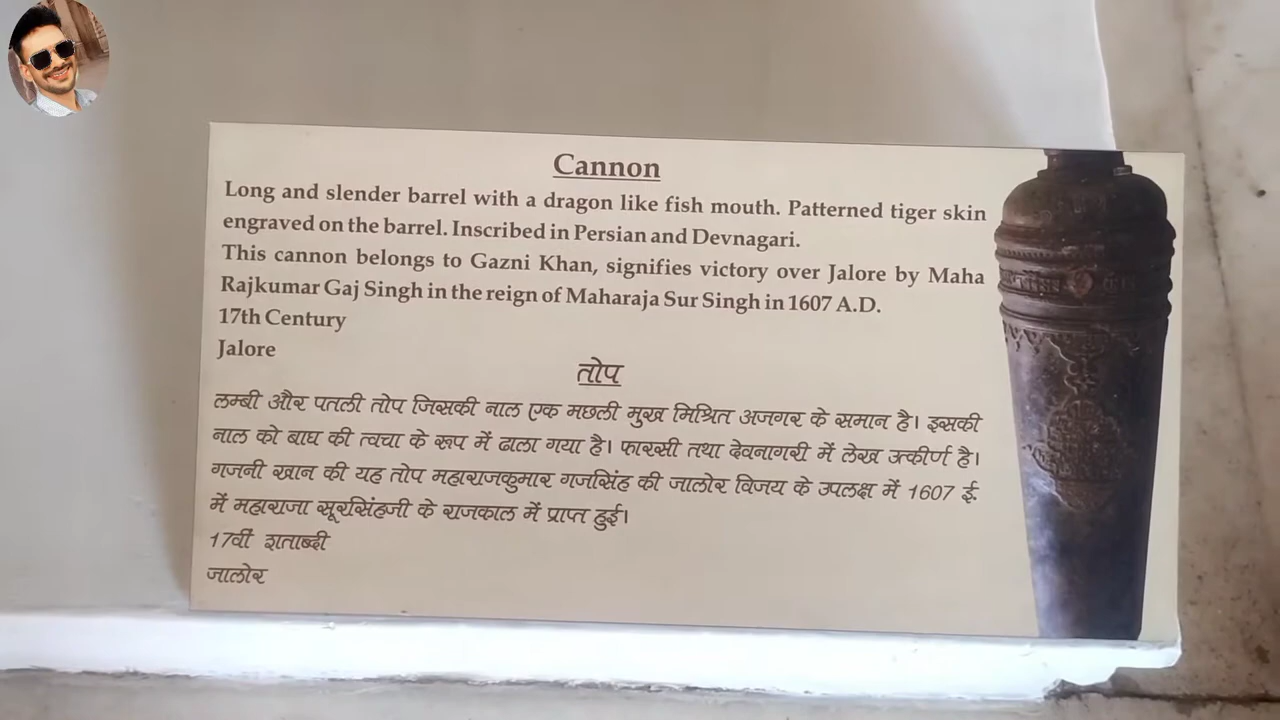 Cannon
Long and slender barrel with a dragon like fish mouth. Patterned tiger skin
engraved on the barrel. Inscribed in Persian and Devnagari.
This cannon belongs to Gazni Khan, signifies victory over Jalore by Maha
Rajkumar Gaj Singh in the reign of Maharaja Sur Singh in 1607 A.D.
17th Century
Jalore
तोप
लम्बी और पतली तोप जिसकी नाल एक मछली मुख मिश्रित अजगर के समान है। इसकी
नाल को बाघ की त्वचा के रूप में ढाला गया है। फारसी तथा देवनागरी में लेख उत्कीर्ण है।
गजनी खान की यह तोप महाराजकुमार गजसिंह की जालोर विजय के उपलक्ष में 1607 ई.
में महाराजा सूरसिंहजी के राजकाल में प्राप्त हुई।
17वीं शताब्दी
जालोर